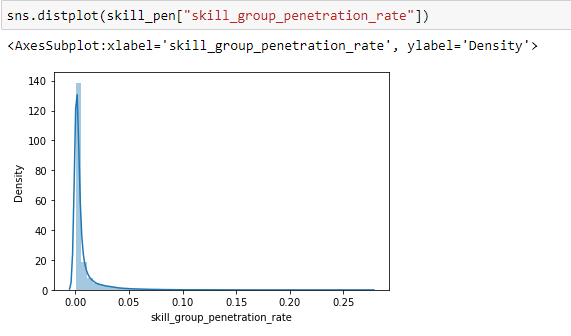 sns.distplot(skill_pen["skill_group_penetration_rate"])
<AxesSubplot:xlabel='skill_group_penetration_rate', ylabel='Density'>
140
120
100
80
60
40
20
0
Density
0.00 0.05 0.10 0.15 0.20 0.25
skill_group_penetration_rate